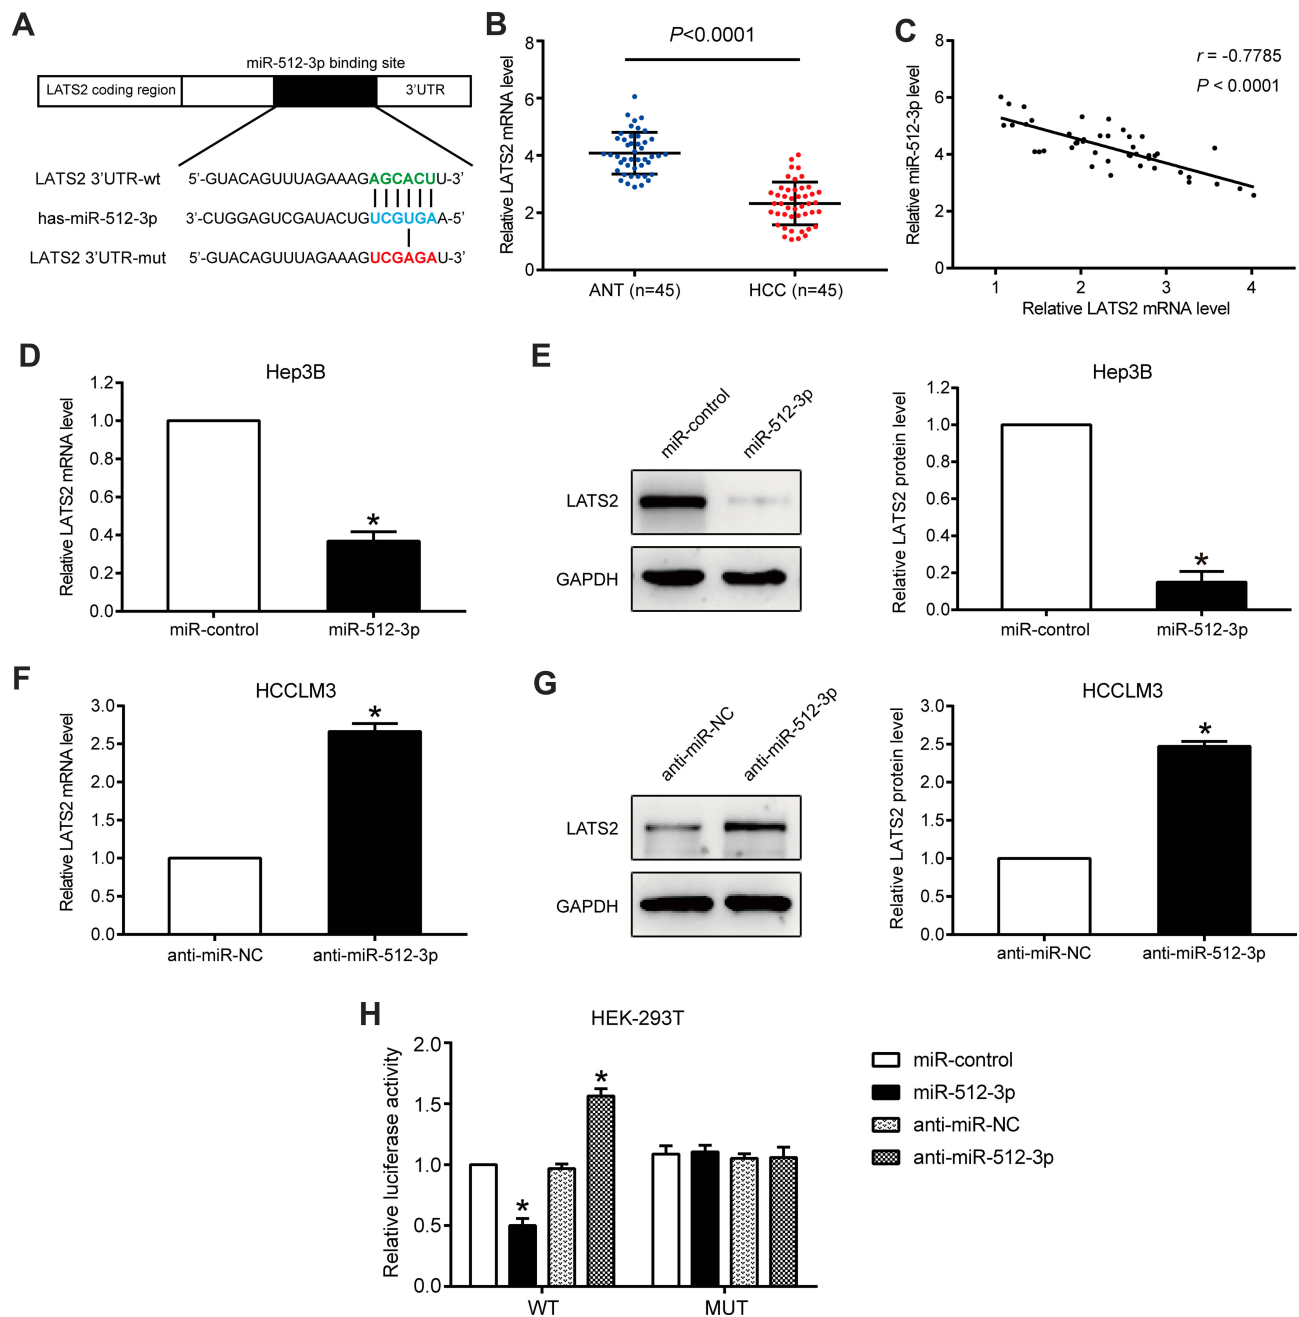 A
miR-512-3p binding site
LATS2 coding region
3'UTR
LATS2 3'UTR-wt 5'-GUACAGUUUAGAAAGAGCACUU-3'
has-miR-512-3p 3'-CUGGAGUCGAUACUGUCGUGAA-5'
LATS2 3'UTR-mut 5'-GUACAGUUUAGAAAGUCGAGAU-3'
B
P<0.0001
Relative LATS2 mRNA level
8
6
4
2
0
ANT (n=45)
HCC (n=45)
C
r = -0.7785
P < 0.0001
Relative miR-512-3p level
8
6
4
2
0
1 2 3 4
Relative LATS2 mRNA level
D
Hep3B
Relative LATS2 mRNA level
1.2
1.0
0.8
0.6
0.4
0.2
0.0
*
miR-control
miR-512-3p
E
miR-control
miR-512-3p
LATS2
GAPDH
Hep3B
Relative LATS2 protein level
1.2
1.0
0.8
0.6
0.4
0.2
0.0
*
miR-control
miR-512-3p
F
HCCLM3
Relative LATS2 mRNA level
3.0
2.5
2.0
1.5
1.0
0.5
0.0
*
anti-miR-NC
anti-miR-512-3p
G
anti-miR-NC
anti-miR-512-3p
LATS2
GAPDH
HCCLM3
Relative LATS2 protein level
3.0
2.5
2.0
1.5
1.0
0.5
0.0
*
anti-miR-NC
anti-miR-512-3p
H
HEK-293T
Relative luciferase activity
2.0
1.5
1.0
0.5
0.0
*
*
WT
MUT
miR-control
miR-512-3p
anti-miR-NC
anti-miR-512-3p